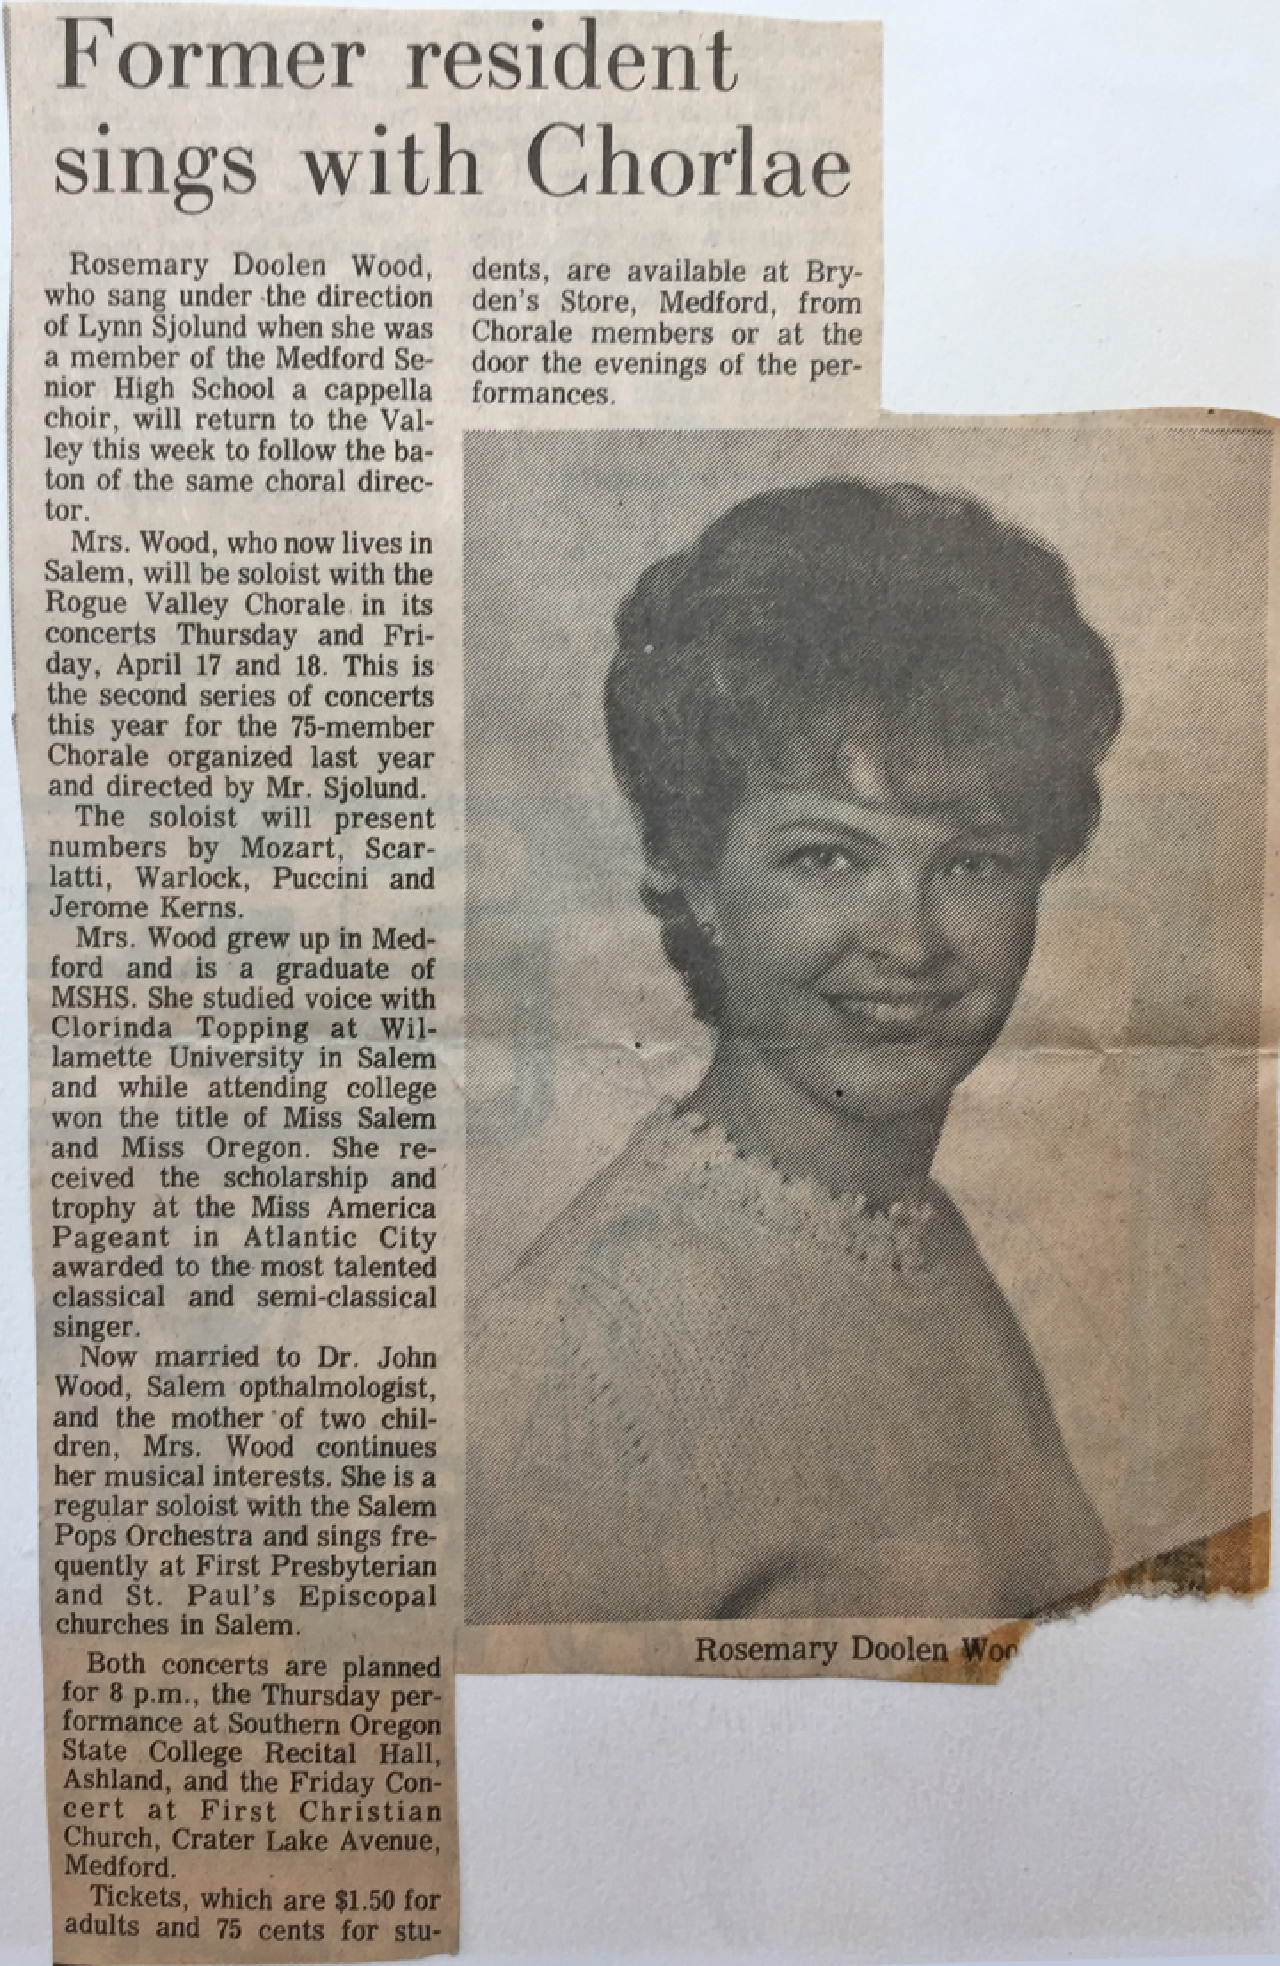 Former resident
sings with Chorlae
Rosemary Doolen Wood,
who sang under the direction
of Lynn Sjolund when she was
a member of the Medford Se-
nior High School a cappella
choir, will return to the Val-
ley this week to follow the ba-
ton of the same choral direc-
tor.
Mrs. Wood, who now lives in
Salem, will be soloist with the
Rogue Valley Chorale in its
concerts Thursday and Fri-
day, April 17 and 18. This is
the second series of concerts
this year for the 75-member
Chorale organized last year
and directed by Mr. Sjolund.
The soloist will present
numbers by Mozart, Scar-
latti, Warlock, Puccini and
Jerome Kerns.
Mrs. Wood grew up in Med-
ford and is a graduate of
MSHS. She studied voice with
Clorinda Topping at Wil-
lamette University in Salem
and while attending college
won the title of Miss Salem
and Miss Oregon. She re-
ceived the scholarship and
trophy at the Miss America
Pageant in Atlantic City
awarded to the most talented
classical and semi-classical
singer.
Now married to Dr. John
Wood, Salem opthalmologist,
and the mother of two chil-
dren, Mrs. Wood continues
her musical interests. She is a
regular soloist with the Salem
Pops Orchestra and sings fre-
quently at First Presbyterian
and St. Paul's Episcopal
churches in Salem.
Both concerts are planned
for 8 p.m., the Thursday per-
formance at Southern Oregon
State College Recital Hall,
Ashland, and the Friday Con-
cert at First Christian
Church, Crater Lake Avenue,
Medford.
Tickets, which are $1.50 for
adults and 75 cents for stu-
dents, are available at Bry-
den's Store, Medford, from
Chorale members or at the
door the evenings of the per-
formances.
Rosemary Doolen Woo